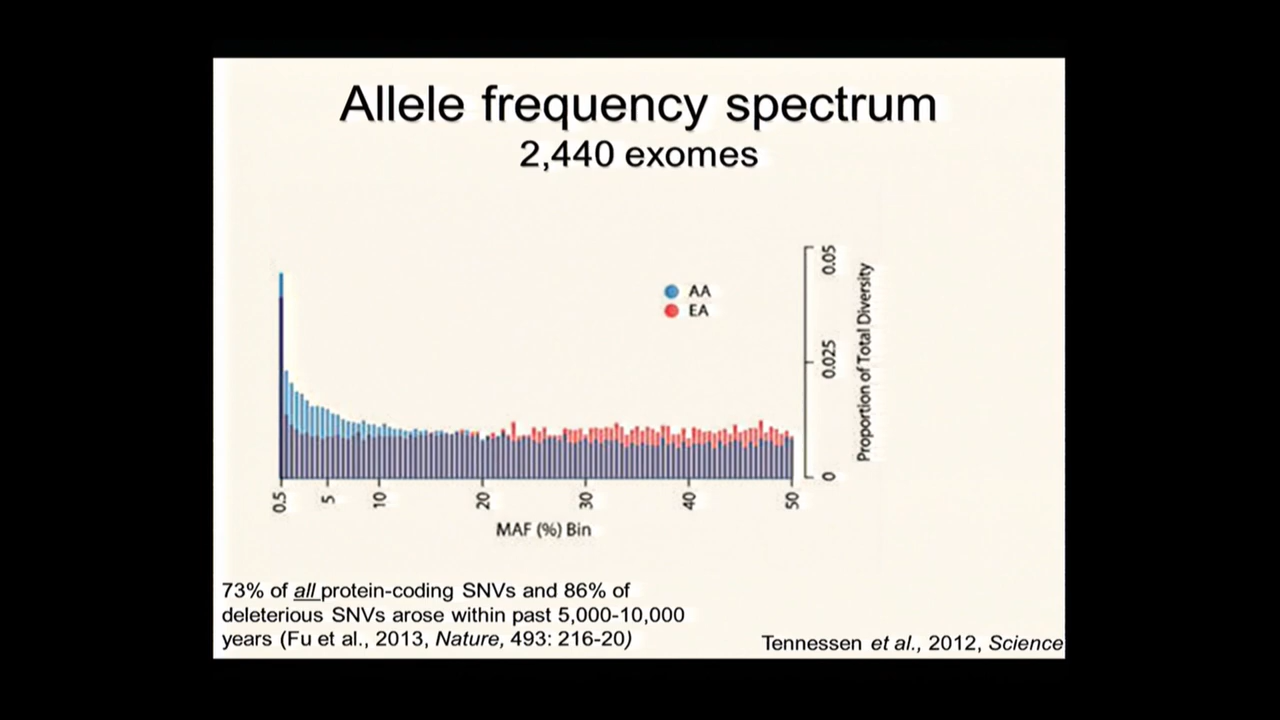 Allele frequency spectrum
2,440 exomes
AA
EA
0.05
0.025
0
Proportion of Total Diversity
0.5
5
10
20
30
40
50
MAF (%) Bin
73% of all protein-coding SNVs and 86% of
deleterious SNVs arose within past 5,000-10,000
years (Fu et al., 2013, Nature, 493: 216-20)
Tennessen et al., 2012, Science